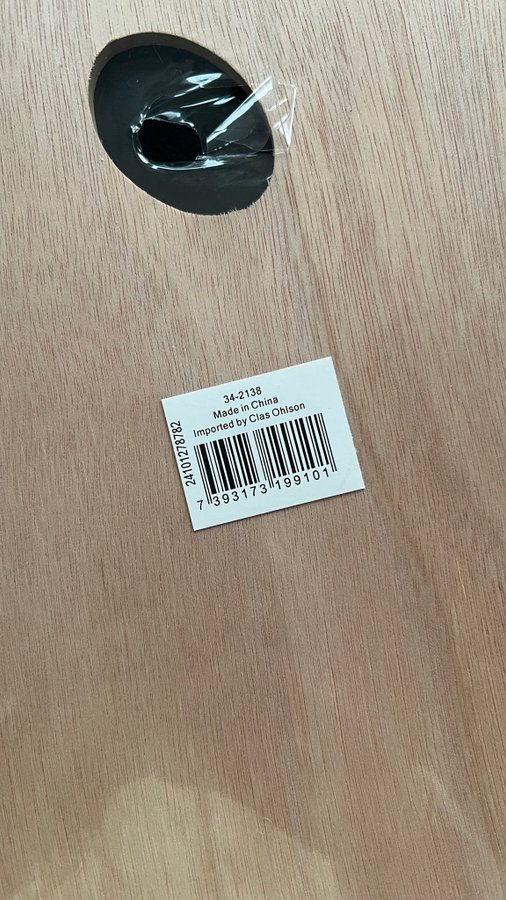 34-2138
Made in China
Imported by Clas Ohlson
24101278782
7 393173 199101